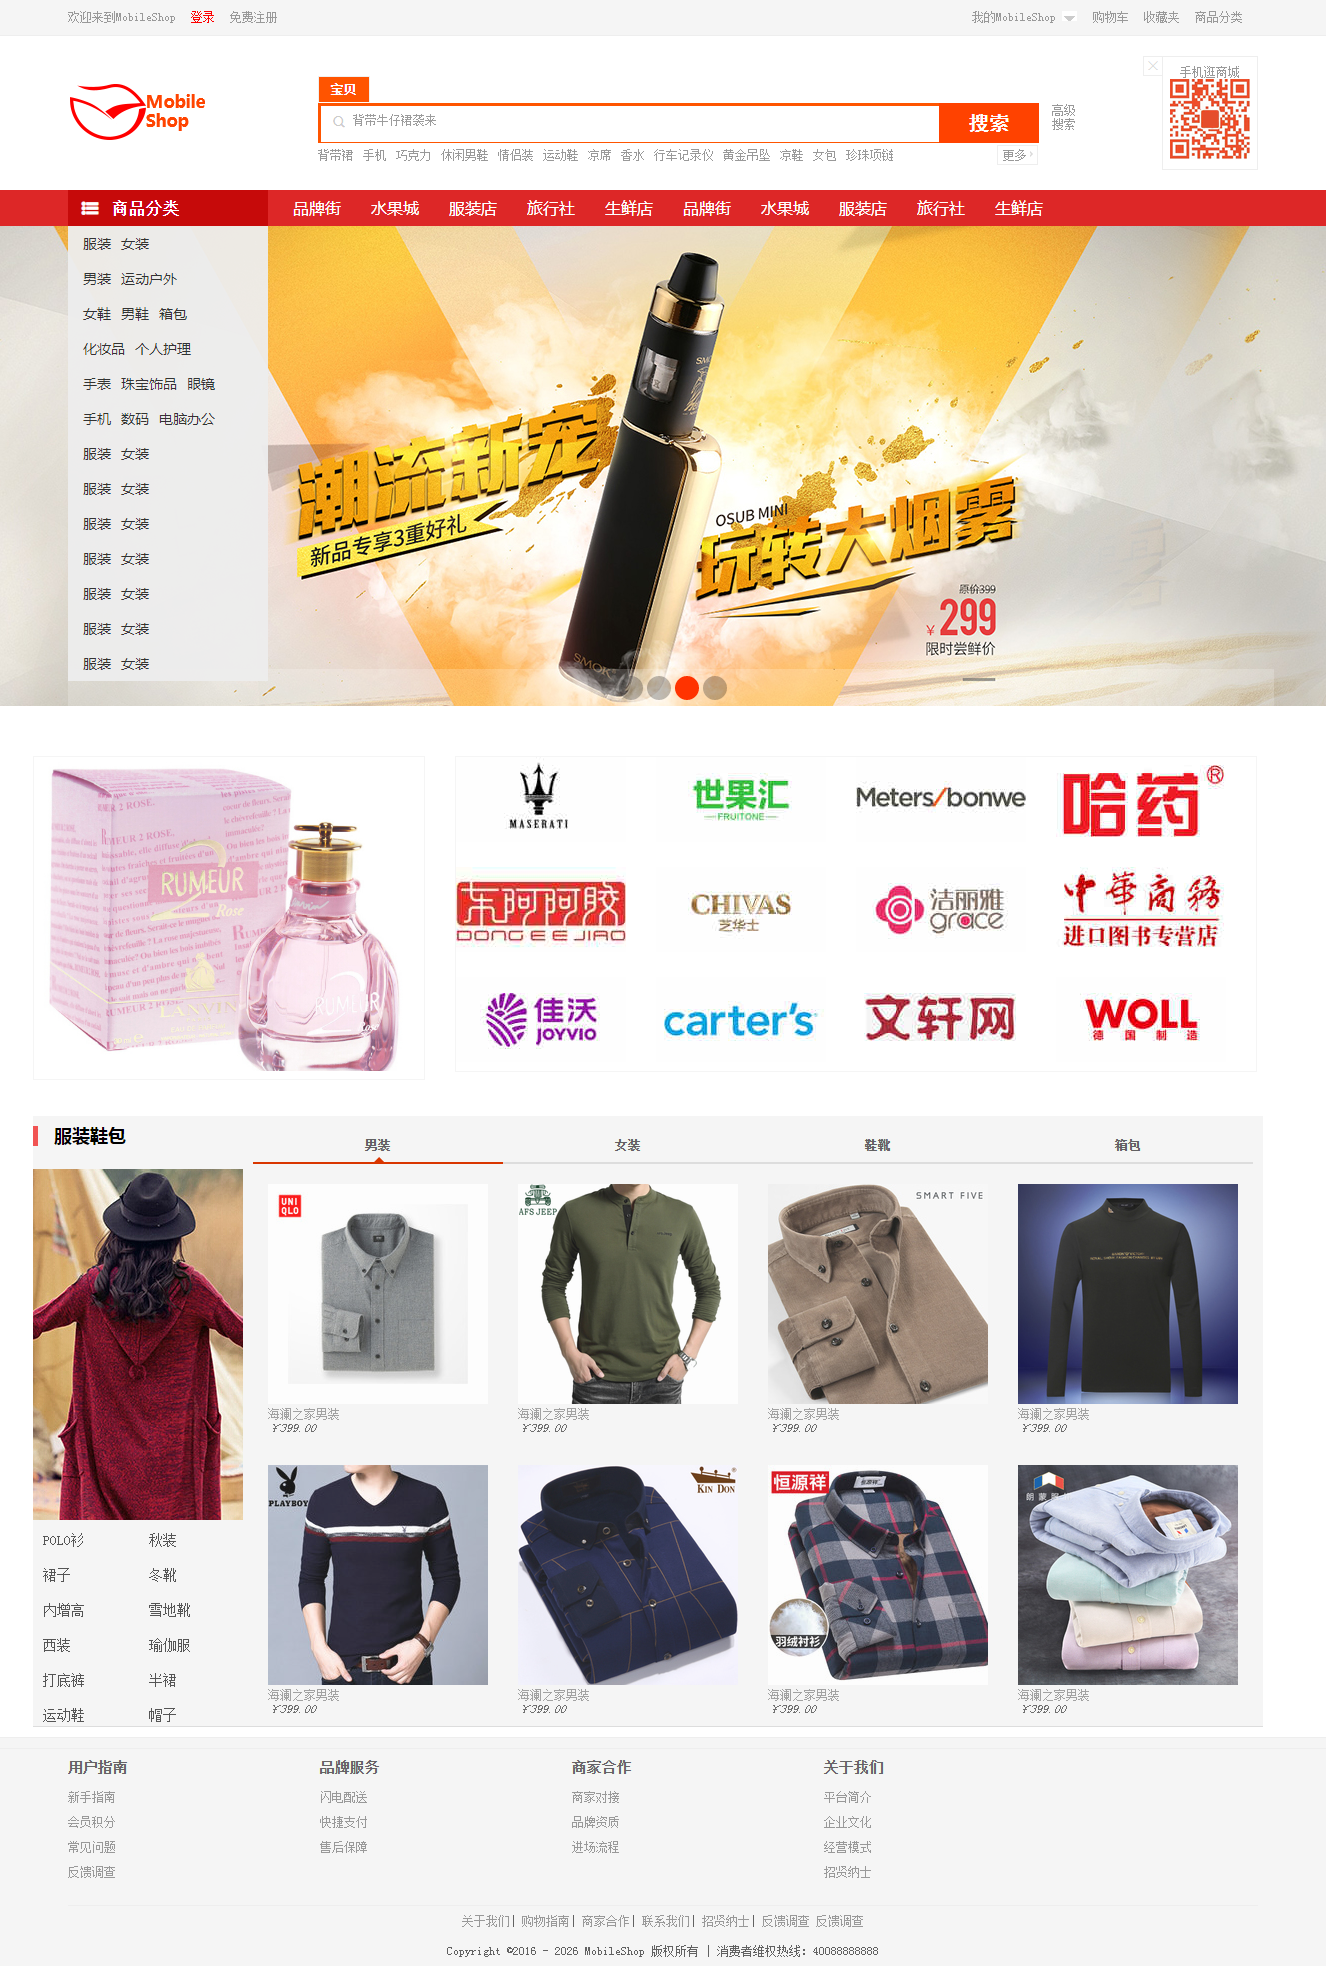 欢迎来到MobileShop 登录 免费注册 我的MobileShop 购物车 收藏夹 商品分类
手机逛商城
Mobile
Shop
宝贝
背带牛仔裙袭来 搜索
高级
搜索
背带裙 手机 巧克力 休闲男鞋 情侣装 运动鞋 凉席 香水 行车记录仪 黄金吊坠 凉鞋 女包 珍珠项链 更多
商品分类 品牌街 水果城 服装店 旅行社 生鲜店 品牌街 水果城 服装店 旅行社 生鲜店
服装 女装
男装 运动户外
女鞋 男鞋 箱包
化妆品 个人护理
手表 珠宝饰品 眼镜
手机 数码 电脑办公
服装 女装
服装 女装
服装 女装
服装 女装
服装 女装
服装 女装
服装 女装
潮流新宠
新品专享3重好礼
OSUB MINI
玩转大烟雾
原价399
¥299
限时尝鲜价
SMOK
RUMEUR
2
Rose
LANVIN
RUMEUR
2
Rose
MASERATI
世果汇
FRUITONE
Meters/bonwe
哈药®
东阿阿胶
DONG E E JIAO
CHIVAS
芝华士
洁丽雅
grace
中华商务
进口图书专营店
佳沃
JOYVIO
carter's
文轩网
WOLL
德国制造
服装鞋包
男装 女装 鞋靴 箱包
UNI
QLO
AFS JEEP
SMART FIVE
海澜之家男装 海澜之家男装 海澜之家男装 海澜之家男装
¥399.00 ¥399.00 ¥399.00 ¥399.00
PLAYBOY
KIN DON
恒源祥
羽绒衬衫
海澜之家男装 海澜之家男装 海澜之家男装 海澜之家男装
¥399.00 ¥399.00 ¥399.00 ¥399.00
POLO衫 秋装
裙子 冬靴
内增高 雪地靴
西装 瑜伽服
打底裤 半裙
运动鞋 帽子
用户指南 品牌服务 商家合作 关于我们
新手指南 闪电配送 商家对接 平台简介
会员积分 快捷支付 品牌资质 企业文化
常见问题 售后保障 进场流程 经营模式
反馈调查 招贤纳士
关于我们| 购物指南| 商家合作| 联系我们| 招贤纳士| 反馈调查 反馈调查
Copyright ©2016 - 2026 MobileShop 版权所有 | 消费者维权热线: 40088888888